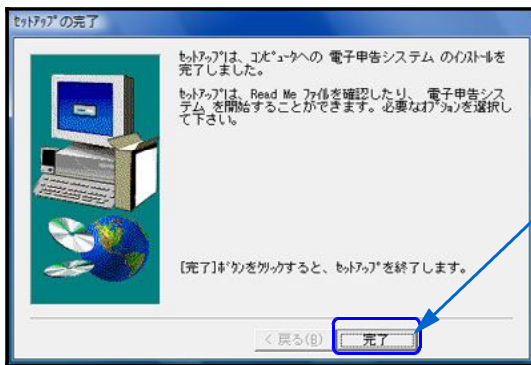 ｾｯﾄｱｯﾌﾟの完了
ｾｯﾄｱｯﾌﾟは、ｺﾝﾋﾟｭｰﾀへの 電子申告システム のｲﾝｽﾄｰﾙを
完了しました。
ｾｯﾄｱｯﾌﾟは、Read Me ﾌｧｲﾙを確認したり、 電子申告シス
テム を開始することができます。必要なｵﾌﾟｼｮﾝを選択し
て下さい。
[完了]ﾎﾞﾀﾝをｸﾘｯｸすると、ｾｯﾄｱｯﾌﾟを終了します。
< 戻る(B) 完了